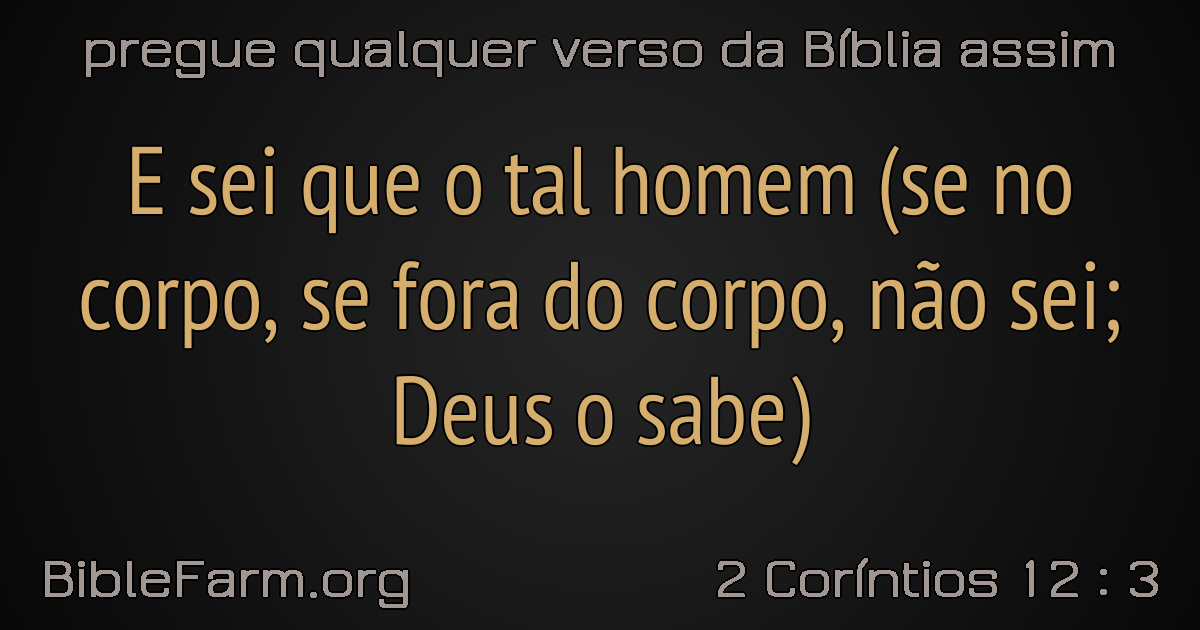 pregue qualquer verso da Bíblia assim
E sei que o tal homem (se no
corpo, se fora do corpo, não sei;
Deus o sabe)
BibleFarm.org
2 Coríntios 12 : 3